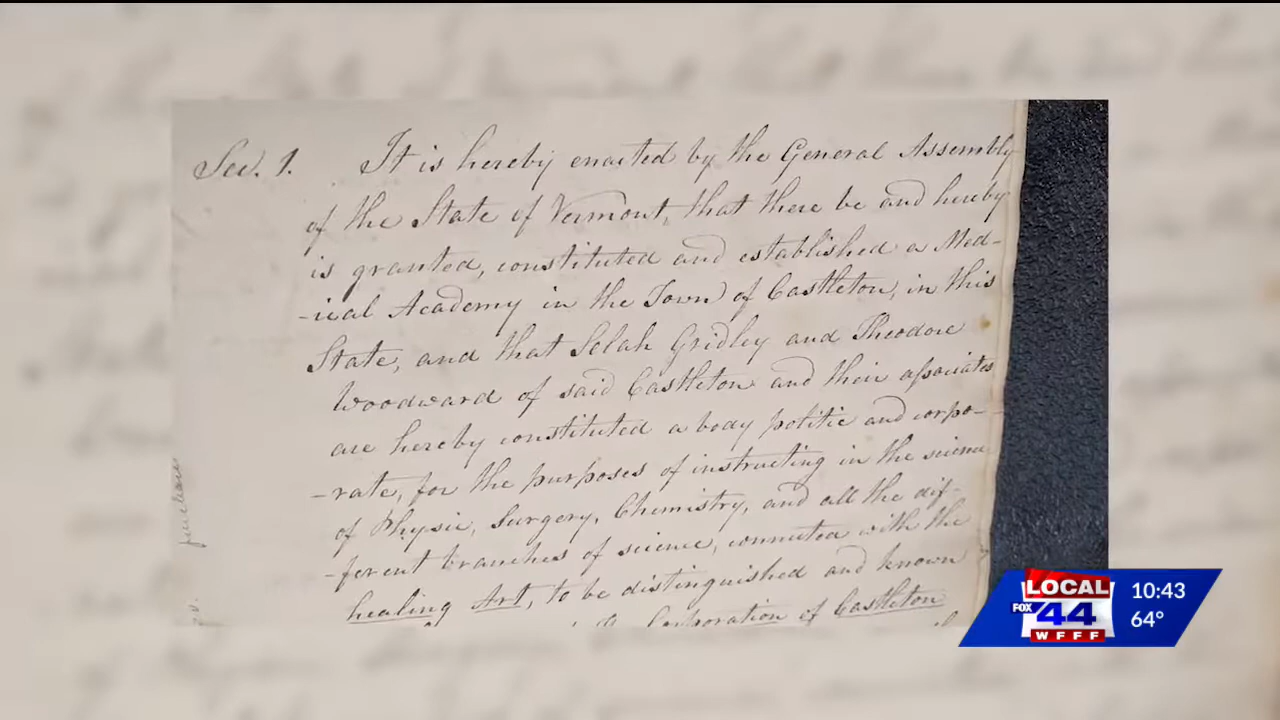 Sec. 1. It is hereby enacted by the General Assembly
of the State of Vermont, that there be and hereby
is granted, constituted and established a Med-
-ical Academy in the Town of Castleton, in this
State, and that Selah Gridley and Theodore
Woodward of said Castleton and their associates
are hereby constituted a body politic and corpo-
-rate, for the purposes of instructing in the science
of Physic, Surgery, Chemistry, and all the dif-
-ferent branches of science, connected with the
healing Art, to be distinguished and known
Corporation of Castleton
LOCAL
FOX 44
WFFF
10:43
64°